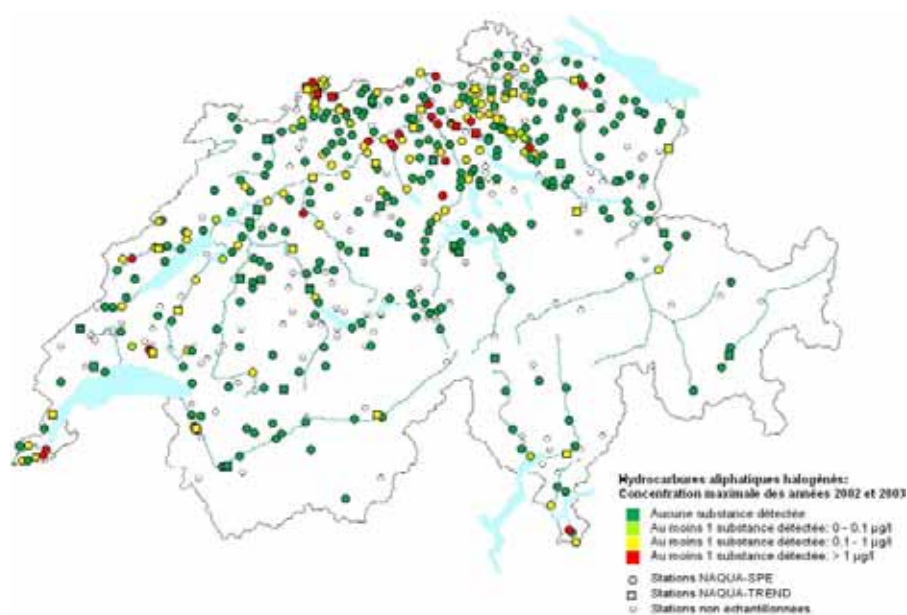 Hydrocarbures aliphatiques halogénés:
Concentration maximale des années 2002 et 2003
Aucune substance détectée
Au moins 1 substance détectée: 0 - 0.1 µg/l
Au moins 1 substance détectée: 0.1 - 1 µg/l
Au moins 1 substance détectée: > 1 µg/l
Stations NAQUA-SPE
Stations NAQUA-TREND
Stations non échantillonnées